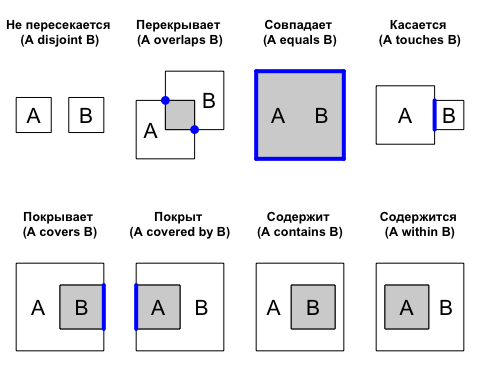 Не пересекается
(A disjoint B)
Перекрывает
(A overlaps B)
Совпадает
(A equals B)
Касается
(A touches B)
A B
A B
A B
A B
Покрывает
(A covers B)
Покрыт
(A covered by B)
Содержит
(A contains B)
Содержится
(A within B)
A B
A B
A B
A B